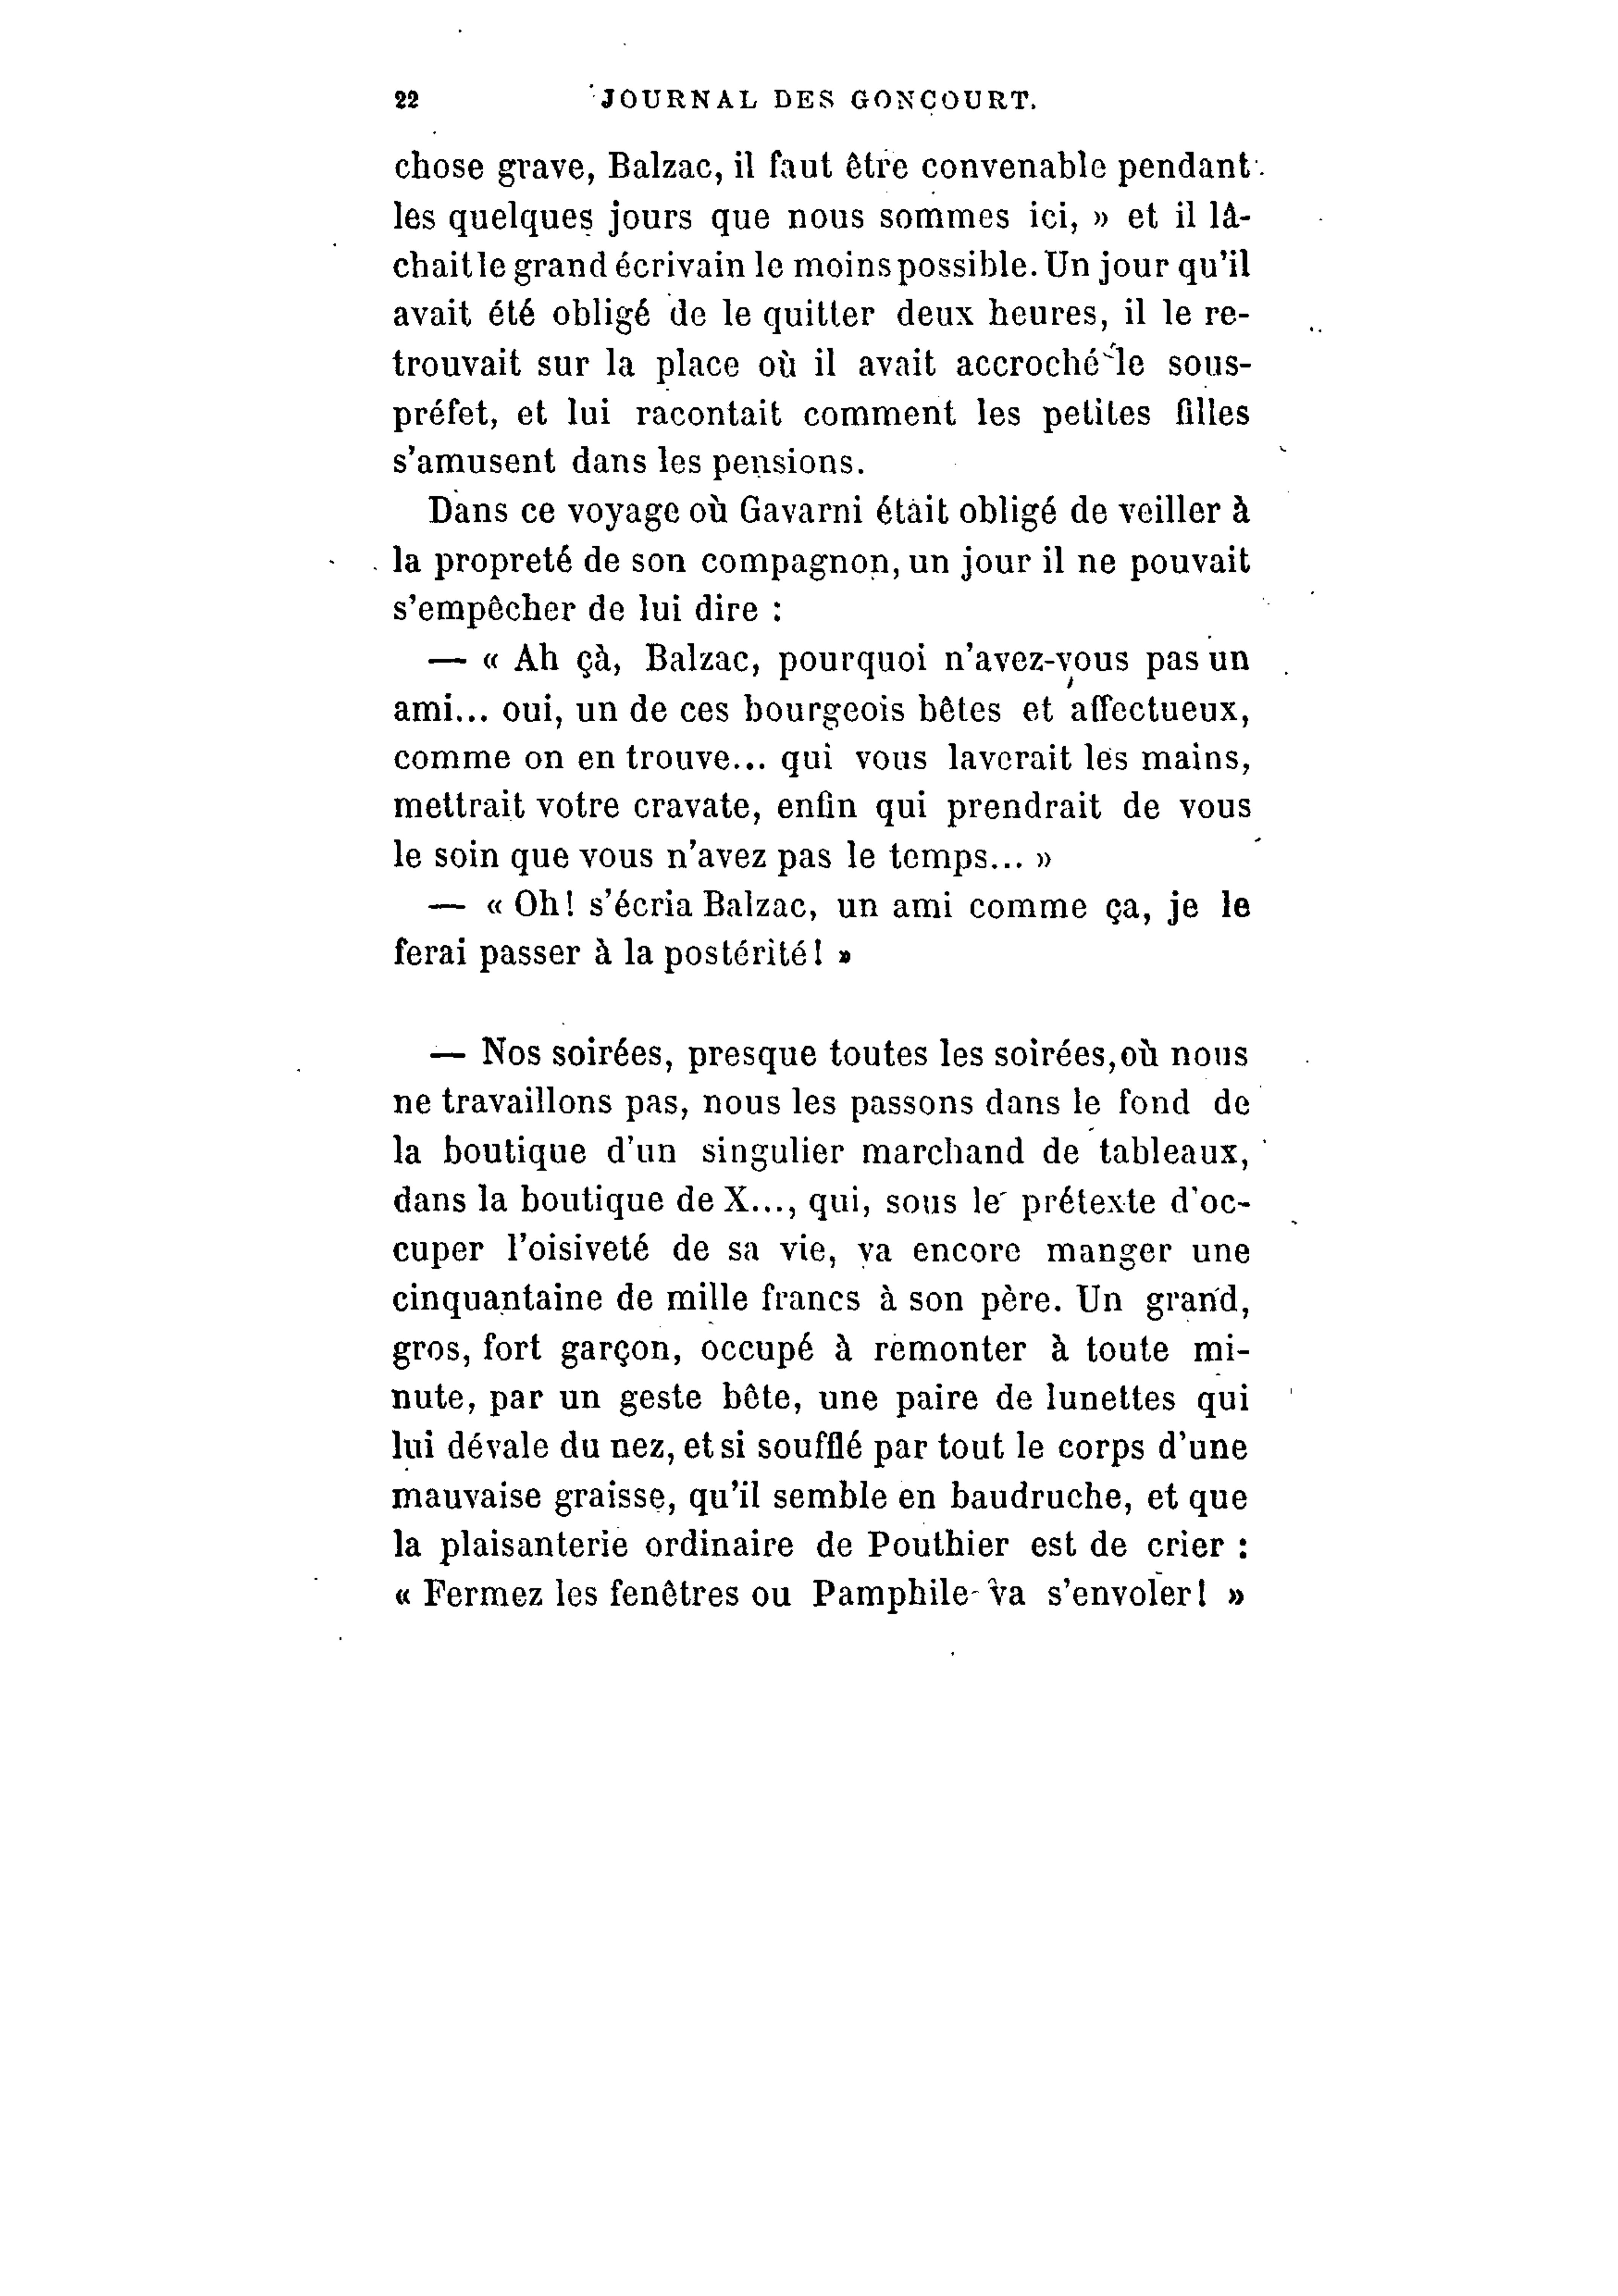 22 JOURNAL DES GONCOURT.
chose grave, Balzac, il faut être convenable pendant
les quelques jours que nous sommes ici, » et il lâ-
chait le grand écrivain le moins possible. Un jour qu'il
avait été obligé de le quitter deux heures, il le re-
trouvait sur la place où il avait accroché le sous-
préfet, et lui racontait comment les petites filles
s'amusent dans les pensions.
Dans ce voyage où Gavarni était obligé de veiller à
la propreté de son compagnon, un jour il ne pouvait
s'empêcher de lui dire :
— « Ah çà, Balzac, pourquoi n'avez-vous pas un
ami... oui, un de ces bourgeois bêtes et affectueux,
comme on en trouve... qui vous laverait les mains,
mettrait votre cravate, enfin qui prendrait de vous
le soin que vous n'avez pas le temps... »
— « Oh! s'écria Balzac, un ami comme ça, je le
ferai passer à la postérité! »
— Nos soirées, presque toutes les soirées, où nous
ne travaillons pas, nous les passons dans le fond de
la boutique d'un singulier marchand de tableaux,
dans la boutique de X..., qui, sous le prétexte d'oc-
cuper l'oisiveté de sa vie, va encore manger une
cinquantaine de mille francs à son père. Un grand,
gros, fort garçon, occupé à remonter à toute mi-
nute, par un geste bête, une paire de lunettes qui
lui dévale du nez, et si soufflé par tout le corps d'une
mauvaise graisse, qu'il semble en baudruche, et que
la plaisanterie ordinaire de Pouthier est de crier :
« Fermez les fenêtres ou Pamphile va s'envoler! »